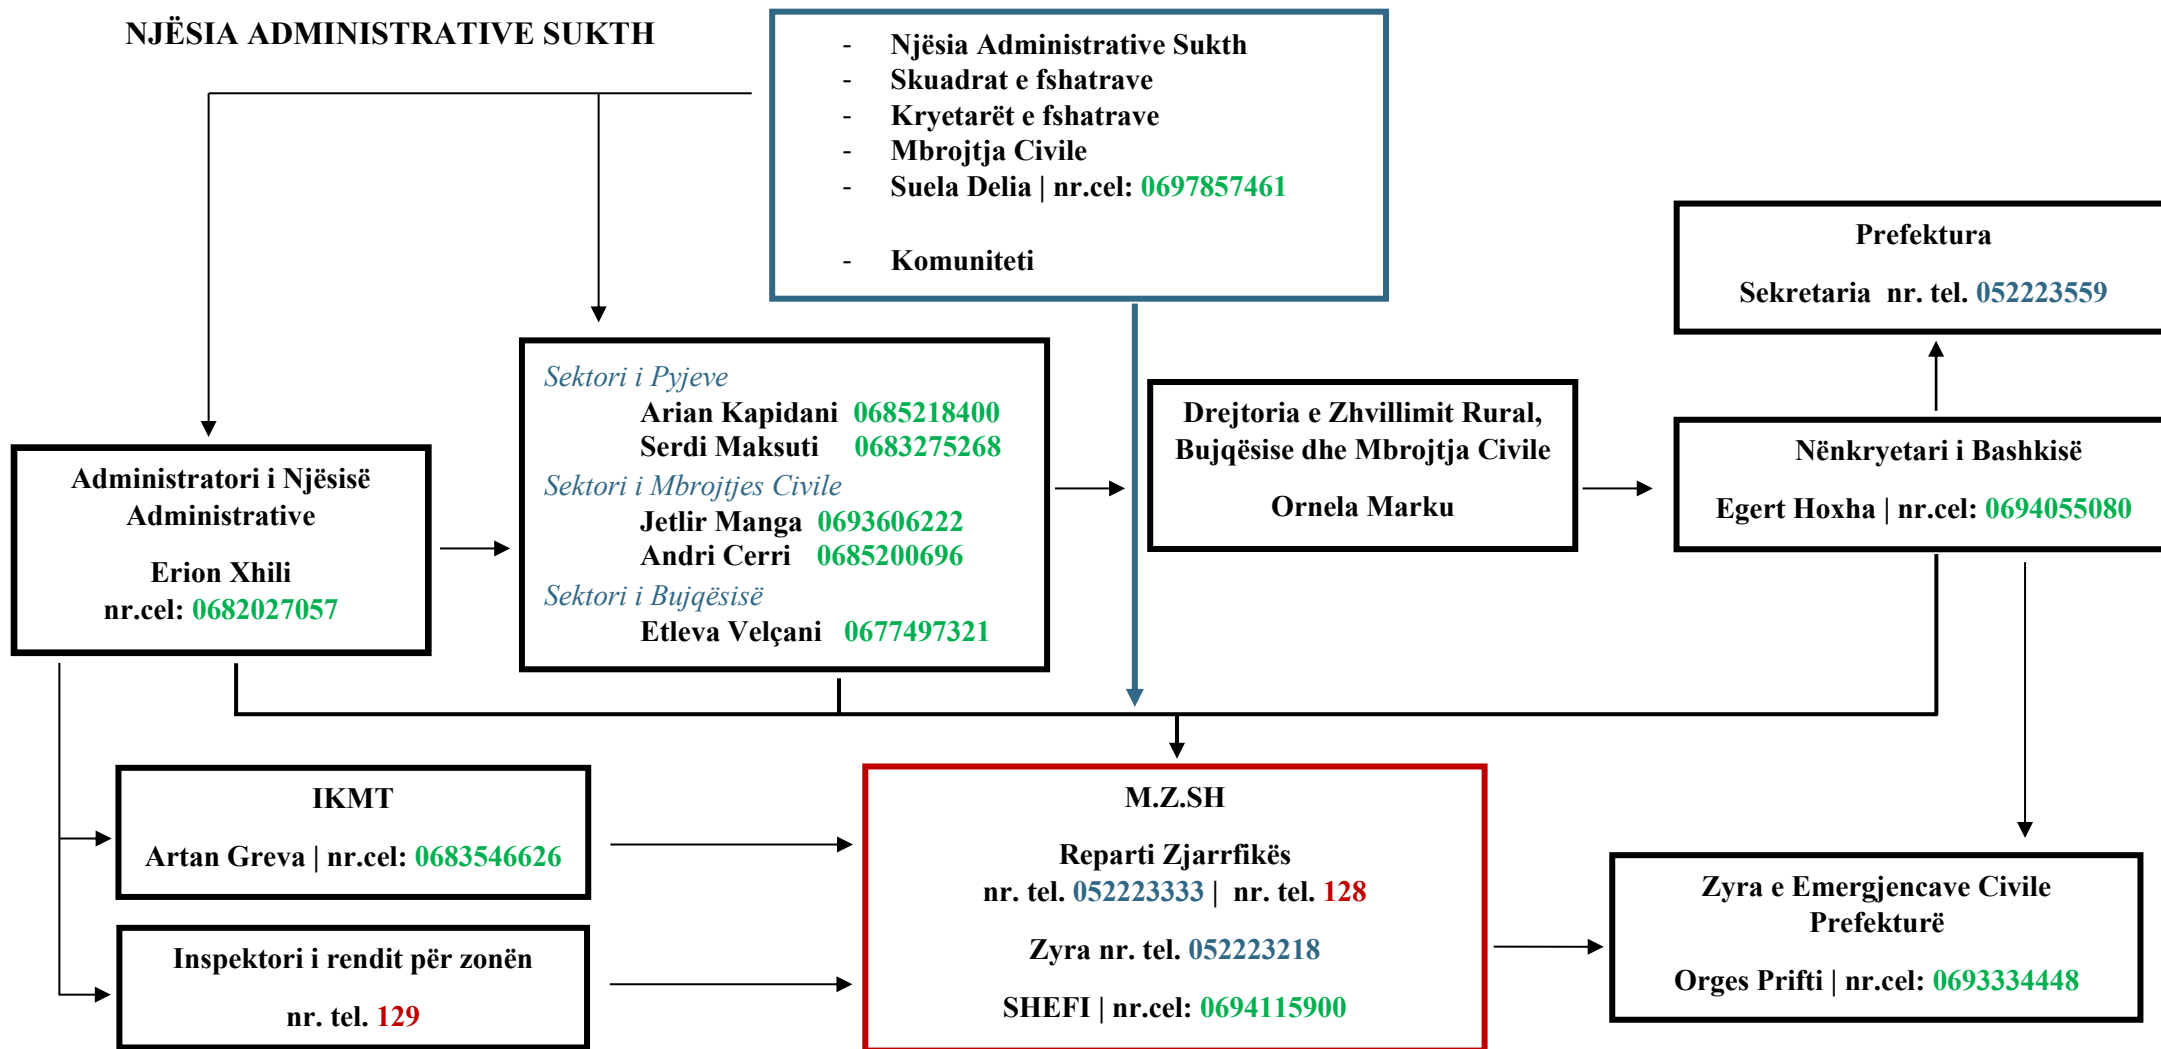 NJËSIA ADMINISTRATIVE SUKTH
- Njësia Administrative Sukth
- Skuadrat e fshatrave
- Kryetarët e fshatrave
- Mbrojtja Civile
- Suela Delia | nr.cel: 0697857461
- Komuniteti
Prefektura
Sekretaria nr. tel. 052223559
Sektori i Pyjeve
Arian Kapidani 0685218400
Serdi Maksuti 0683275268
Sektori i Mbrojtjes Civile
Jetlir Manga 0693606222
Andri Cerri 0685200696
Sektori i Bujqësisë
Etleva Velçani 0677497321
Drejtoria e Zhvillimit Rural,
Bujqësise dhe Mbrojtja Civile
Ornela Marku
Nënkryetari i Bashkisë
Egert Hoxha | nr.cel: 0694055080
Administratori i Njësisë
Administrative
Erion Xhili
nr.cel: 0682027057
IKMT
Artan Greva | nr.cel: 0683546626
Inspektori i rendit për zonën
nr. tel. 129
M.Z.SH
Reparti Zjarrfikës
nr. tel. 052223333 | nr. tel. 128
Zyra nr. tel. 052223218
SHEFI | nr.cel: 0694115900
Zyra e Emergjencave Civile
Prefekturë
Orges Prifti | nr.cel: 0693334448